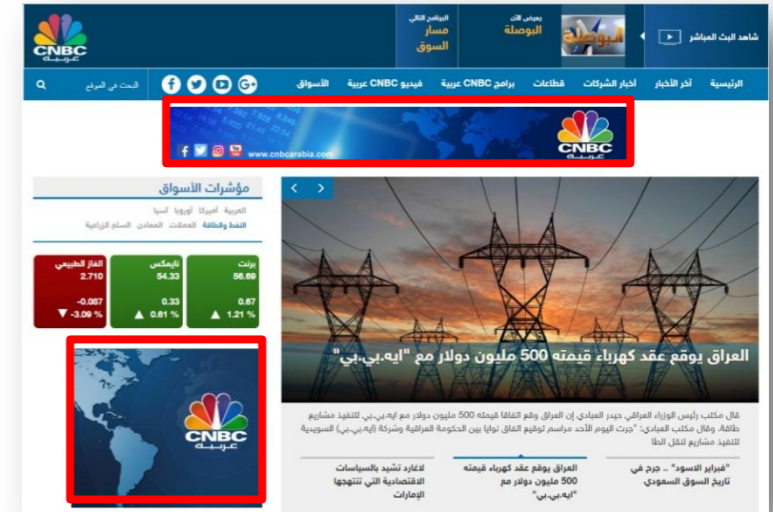 شاهد البث المباشر
البوصلة
يعرض الآن
البوصلة
البرنامج التالي
مسار
السوق
CNBC
عربية
الرئيسية
آخر الأخبار
أخبار الشركات
قطاعات
برامج CNBC عربية
فيديو CNBC عربية
الأسواق
البحث في الموقع
CNBC
عربية
www.cnbcarabia.com
مؤشرات الأسواق
العربية أميركا أوروبا آسيا
النفط والطاقة العملات المعادن السلع الزراعية
برنت
56.69
0.67
▲ 1.21 %
نايمكس
54.33
0.33
▲ 0.61 %
الغاز الطبيعي
2.710
-0.087
▼ -3.09 %
العراق يوقع عقد كهرباء قيمته 500 مليون دولار مع "ايه.بي.بي"
قال مكتب رئيس الوزراء العراقي حيدر العبادي إن العراق وقع اتفاقا قيمته 500 مليون دولار مع ايه.بي.بي لتنفيذ مشاريع
طاقة. وقال مكتب العبادي: "جرت اليوم الأحد مراسم توقيع اتفاق نوايا بين الحكومة العراقية وشركة (ايه.بي.بي) السويدية
لتنفيذ مشاريع لنقل الطا
"فبراير الاسود" .. جرح في
تاريخ السوق السعودي
العراق يوقع عقد كهرباء قيمته
500 مليون دولار مع
"ايه.بي.بي"
لاغارد تشيد بالسياسات
الاقتصادية التي تنتهجها
الإمارات
CNBC
عربية